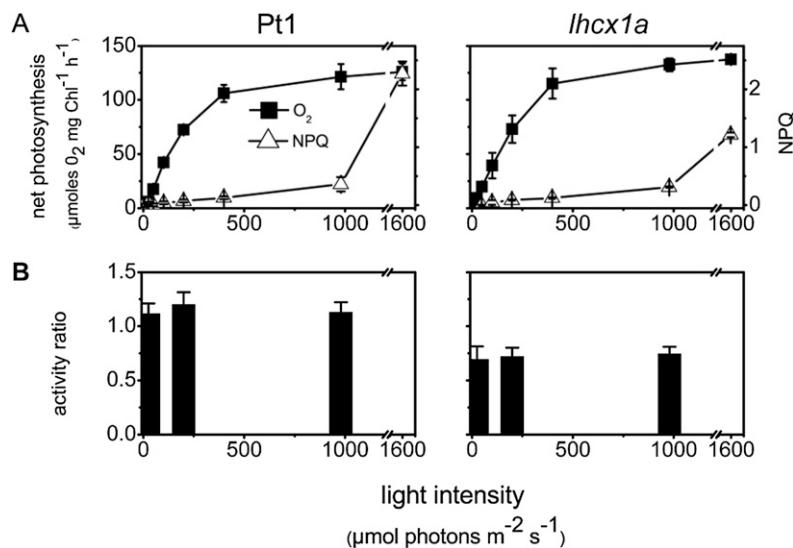 A Pt1 lhcx1a
net photosynthesis
(μmoles 0₂ mg Chl⁻¹ h⁻¹)
150
100
50
0
O₂
NPQ
2
1
0
NPQ
0 500 1000 1600 0 500 1000 1600
B
activity ratio
1.5
1.0
0.5
0.0
0 500 1000 1600 0 500 1000 1600
light intensity
(μmol photons m⁻² s⁻¹)